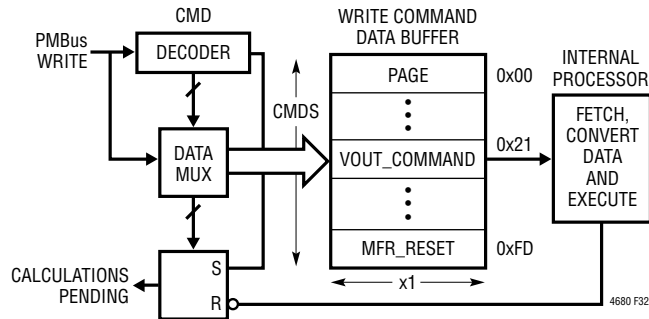 CMD
PMBus
WRITE
DECODER
DATA
MUX
S
R
CALCULATIONS
PENDING
CMDS
WRITE COMMAND
DATA BUFFER
PAGE
0x00
VOUT_COMMAND
0x21
MFR_RESET
0xFD
x1
INTERNAL
PROCESSOR
FETCH,
CONVERT
DATA
AND
EXECUTE
4680 F32